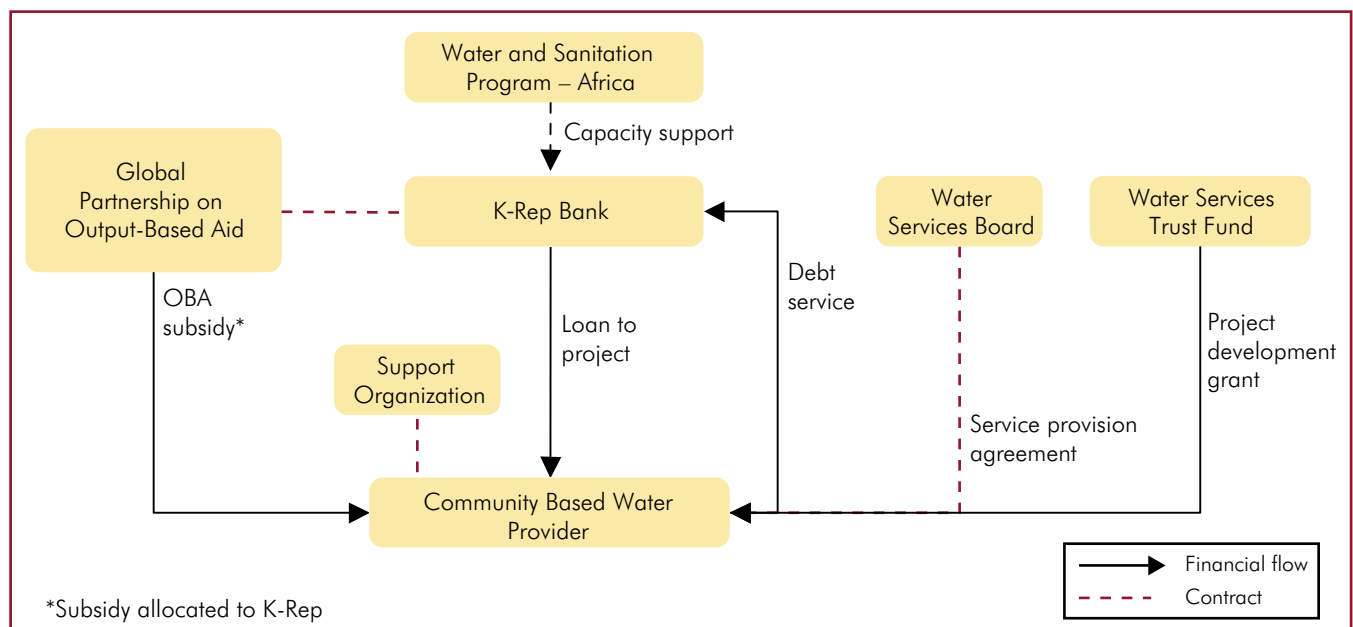 Water and Sanitation
Program – Africa
Capacity support
Global
Partnership on
Output-Based Aid
K-Rep Bank
Water
Services Board
Water Services
Trust Fund
OBA
subsidy*
Loan to
project
Debt
service
Project
development
grant
Support
Organization
Service provision
agreement
Community Based Water
Provider
Financial flow
Contract
*Subsidy allocated to K-Rep